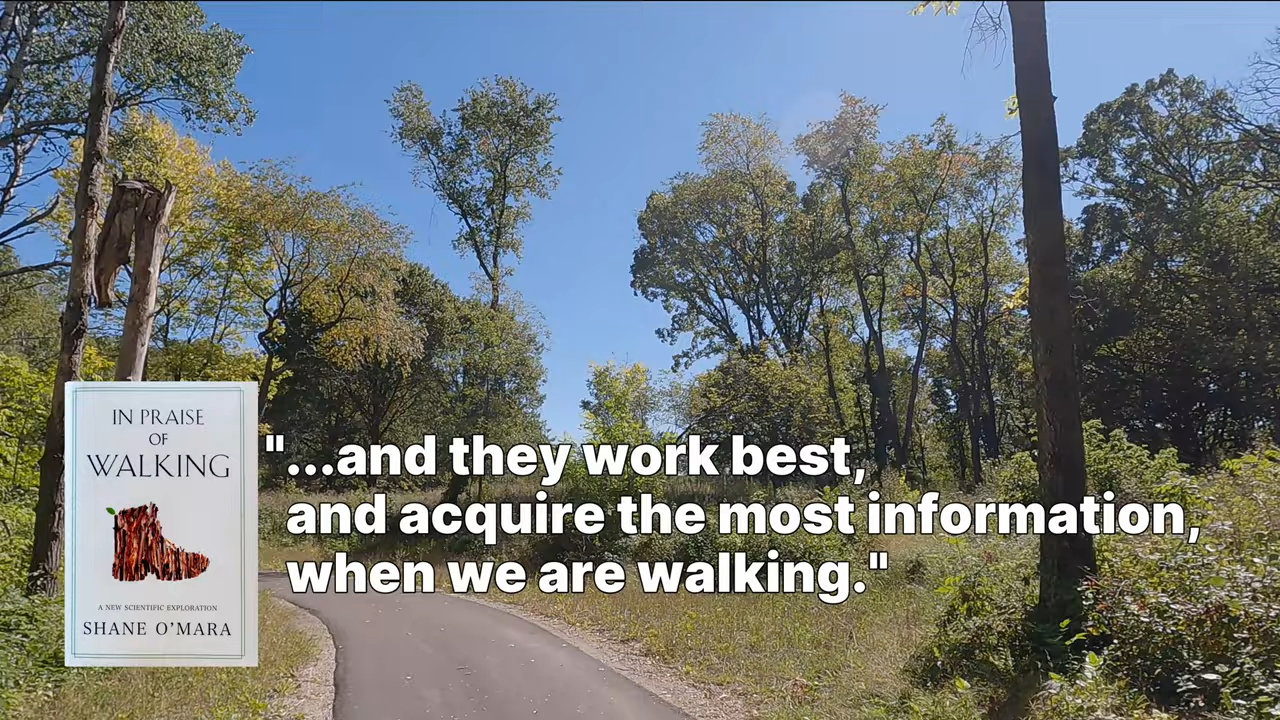 IN PRAISE
OF
WALKING
A NEW SCIENTIFIC EXPLORATION
SHANE O'MARA
"...and they work best,
and acquire the most information,
when we are walking."